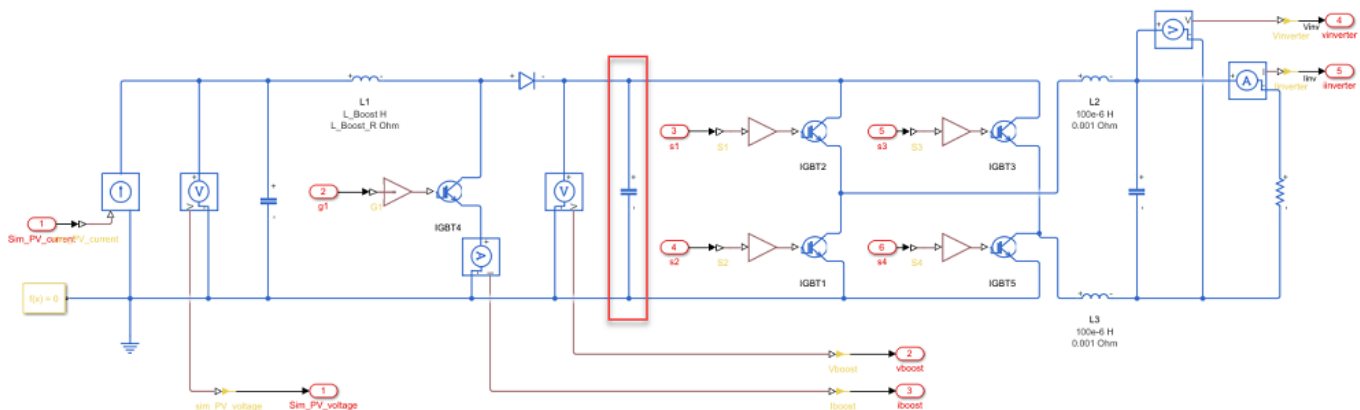 V
4
Vinverter
Vinv
vinverter
I
5
Iinverter
Iinv
iinverter
A
L1
L_Boost H
L_Boost_R Ohm
L2
100e-6 H
0.001 Ohm
3
s1
S1
IGBT2
5
s3
S3
IGBT3
V
V
2
g1
G1
IGBT4
1
Sim_PV_current
A
4
s2
S2
IGBT1
6
s4
S4
IGBT5
f(x) = 0
L3
100e-6 H
0.001 Ohm
Vboost
2
vboost
sim_PV_voltage
1
Sim_PV_voltage
Iboost
3
iboost